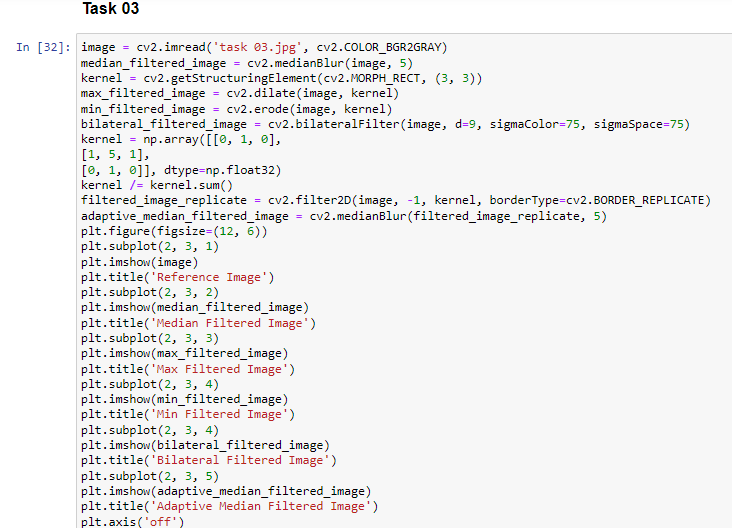 Task 03
In [32]: image = cv2.imread('task 03.jpg', cv2.COLOR_BGR2GRAY)
median_filtered_image = cv2.medianBlur(image, 5)
kernel = cv2.getStructuringElement(cv2.MORPH_RECT, (3, 3))
max_filtered_image = cv2.dilate(image, kernel)
min_filtered_image = cv2.erode(image, kernel)
bilateral_filtered_image = cv2.bilateralFilter(image, d=9, sigmaColor=75, sigmaSpace=75)
kernel = np.array([[0, 1, 0],
[1, 5, 1],
[0, 1, 0]], dtype=np.float32)
kernel /= kernel.sum()
filtered_image_replicate = cv2.filter2D(image, -1, kernel, borderType=cv2.BORDER_REPLICATE)
adaptive_median_filtered_image = cv2.medianBlur(filtered_image_replicate, 5)
plt.figure(figsize=(12, 6))
plt.subplot(2, 3, 1)
plt.imshow(image)
plt.title('Reference Image')
plt.subplot(2, 3, 2)
plt.imshow(median_filtered_image)
plt.title('Median Filtered Image')
plt.subplot(2, 3, 3)
plt.imshow(max_filtered_image)
plt.title('Max Filtered Image')
plt.subplot(2, 3, 4)
plt.imshow(min_filtered_image)
plt.title('Min Filtered Image')
plt.subplot(2, 3, 4)
plt.imshow(bilateral_filtered_image)
plt.title('Bilateral Filtered Image')
plt.subplot(2, 3, 5)
plt.imshow(adaptive_median_filtered_image)
plt.title('Adaptive Median Filtered Image')
plt.axis('off')